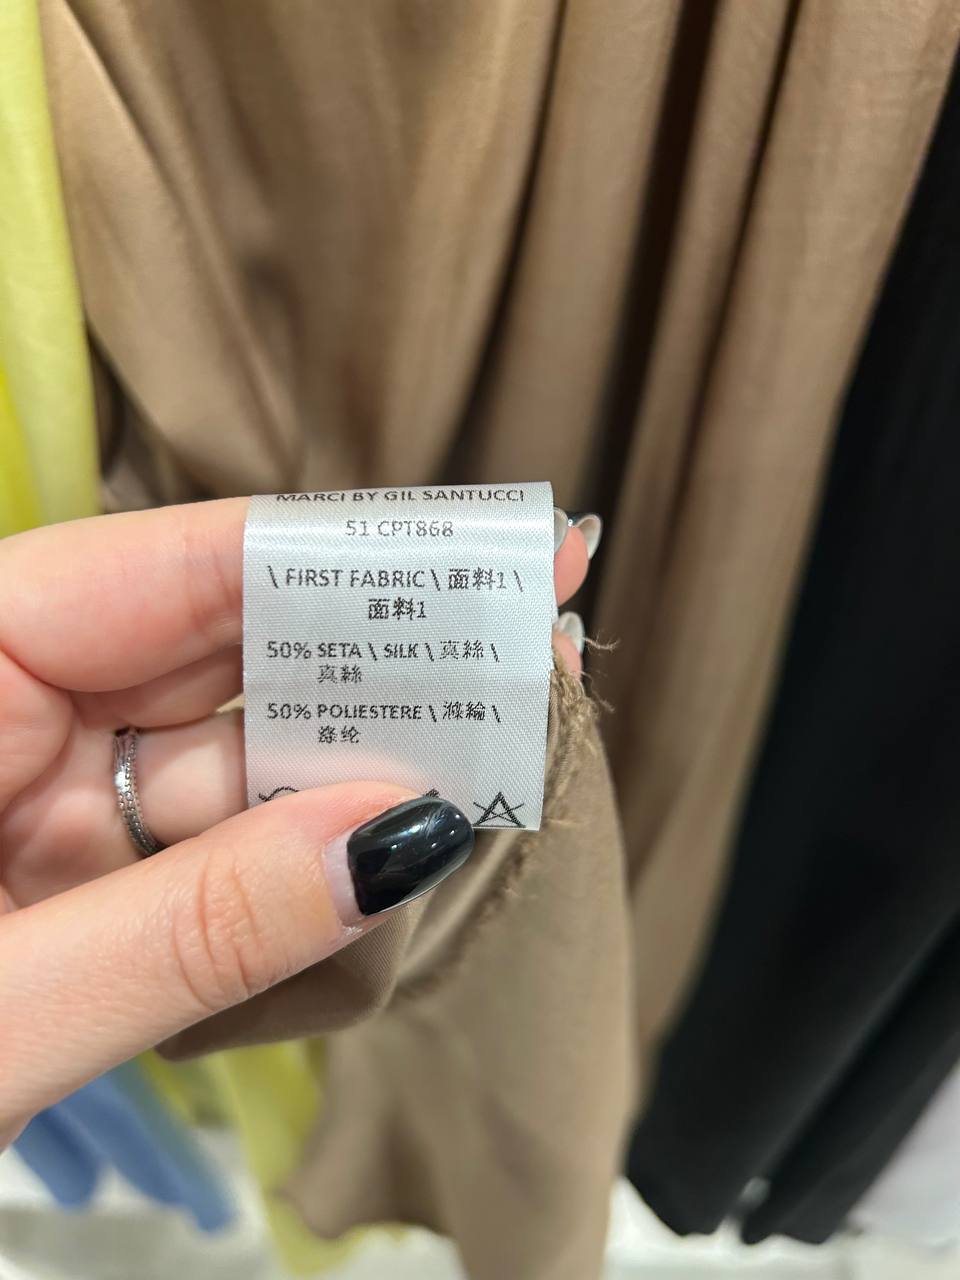 MARCI BY GIL SANTUCCI
51 CPT868
\ FIRST FABRIC \ 面料1 \
面料1
50% SETA \ SILK \ 真絲 \
真絲
50% POLIESTERE \ 滌綸 \
涤纶